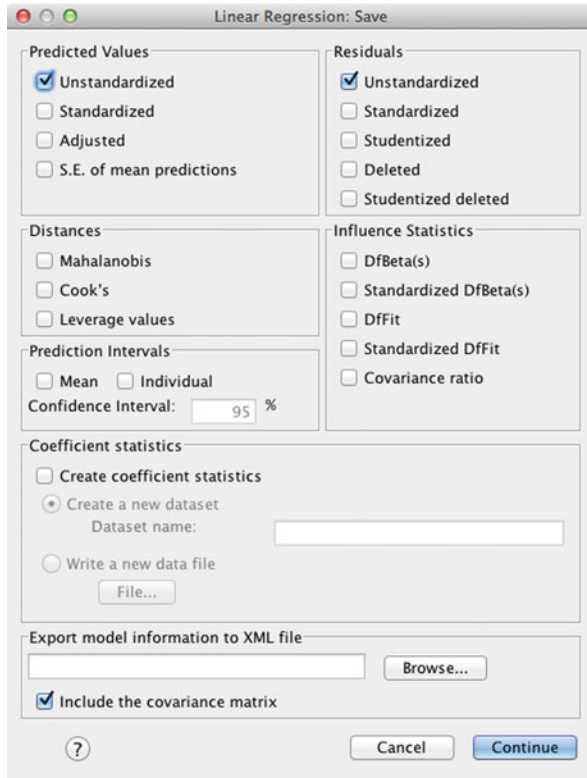 Linear Regression: Save
Predicted Values
Unstandardized
Standardized
Adjusted
S.E. of mean predictions
Residuals
Unstandardized
Standardized
Studentized
Deleted
Studentized deleted
Distances
Mahalanobis
Cook's
Leverage values
Influence Statistics
DfBeta(s)
Standardized DfBeta(s)
DfFit
Standardized DfFit
Covariance ratio
Prediction Intervals
Mean Individual
Confidence Interval: 95 %
Coefficient statistics
Create coefficient statistics
Create a new dataset
Dataset name:
Write a new data file
File...
Export model information to XML file
Browse...
Include the covariance matrix
? Cancel Continue